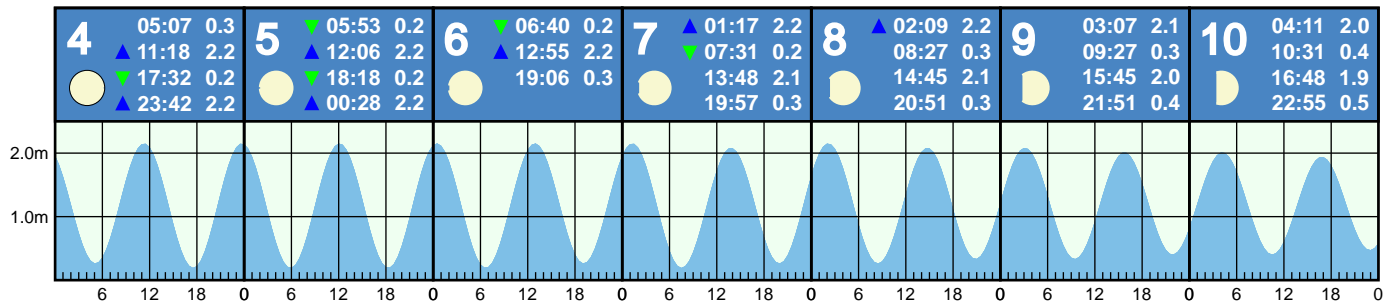 4
05:07 0.3
▲ 11:18 2.2
▼ 17:32 0.2
▲ 23:42 2.2
5
▼ 05:53 0.2
▲ 12:06 2.2
▼ 18:18 0.2
▲ 00:28 2.2
6
▼ 06:40 0.2
▲ 12:55 2.2
19:06 0.3
7
▲ 01:17 2.2
▼ 07:31 0.2
13:48 2.1
19:57 0.3
8
▲ 02:09 2.2
08:27 0.3
14:45 2.1
20:51 0.3
9
03:07 2.1
09:27 0.3
15:45 2.0
21:51 0.4
10
04:11 2.0
10:31 0.4
16:48 1.9
22:55 0.5
2.0m
1.0m
6 12 18 0 6 12 18 0 6 12 18 0 6 12 18 0 6 12 18 0 6 12 18 0 6 12 18 0